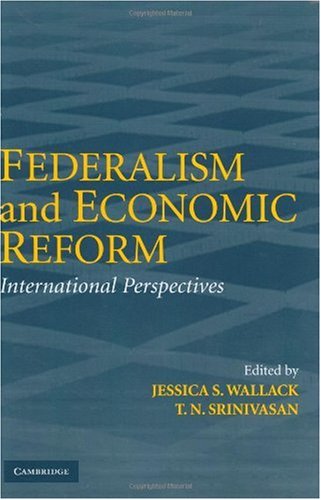 FEDERALISM
and ECONOMIC
REFORM
International Perspectives
Edited by
JESSICA S. WALLACK
T. N. SRINIVASAN
CAMBRIDGE